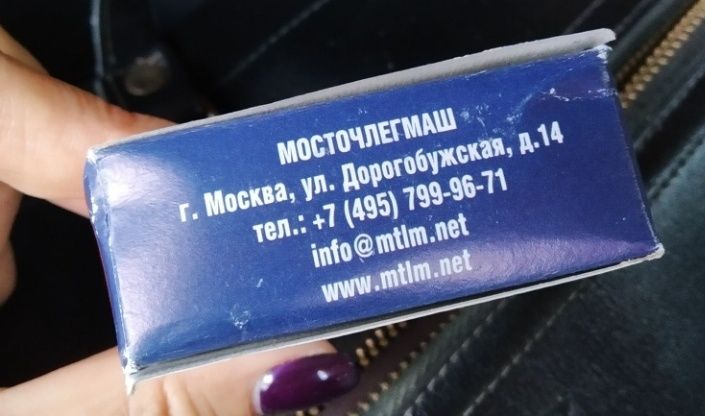 МОСТОЧЛЕГМАШ
г. Москва, ул. Дорогобужская, д.14
тел.: +7 (495) 799-96-71
info@mtlm.net
www.mtlm.net